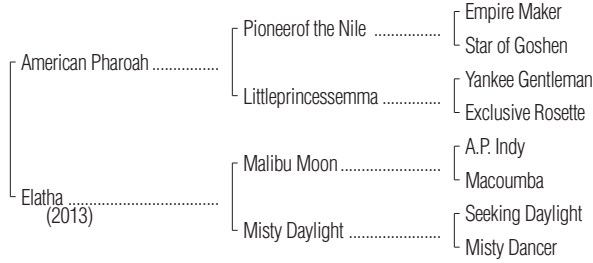 Empire Maker
Pioneerof the Nile ................
Star of Goshen
American Pharoah ................
Yankee Gentleman
Littleprincessemma ..............
Exclusive Rosette
A.P. Indy
Malibu Moon ........................
Macoumba
Elatha ....................................
(2013)
Seeking Daylight
Misty Daylight ......................
Misty Dancer